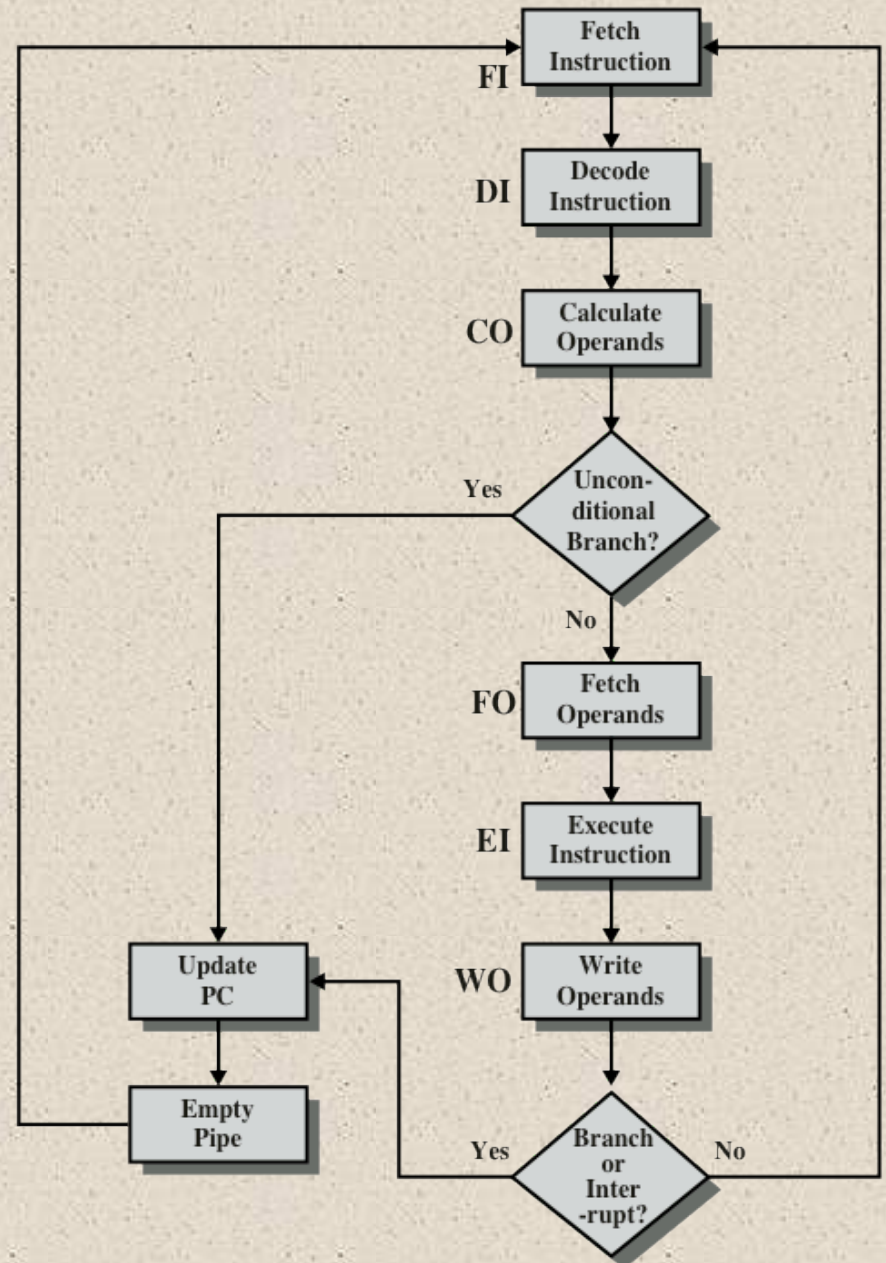 Fetch
Instruction
FI
Decode
Instruction
DI
Calculate
Operands
CO
Uncon-
ditional
Branch?
Yes
No
Fetch
Operands
FO
Execute
Instruction
EI
Update
PC
Write
Operands
WO
Empty
Pipe
Branch
or
Inter
-rupt?
Yes
No